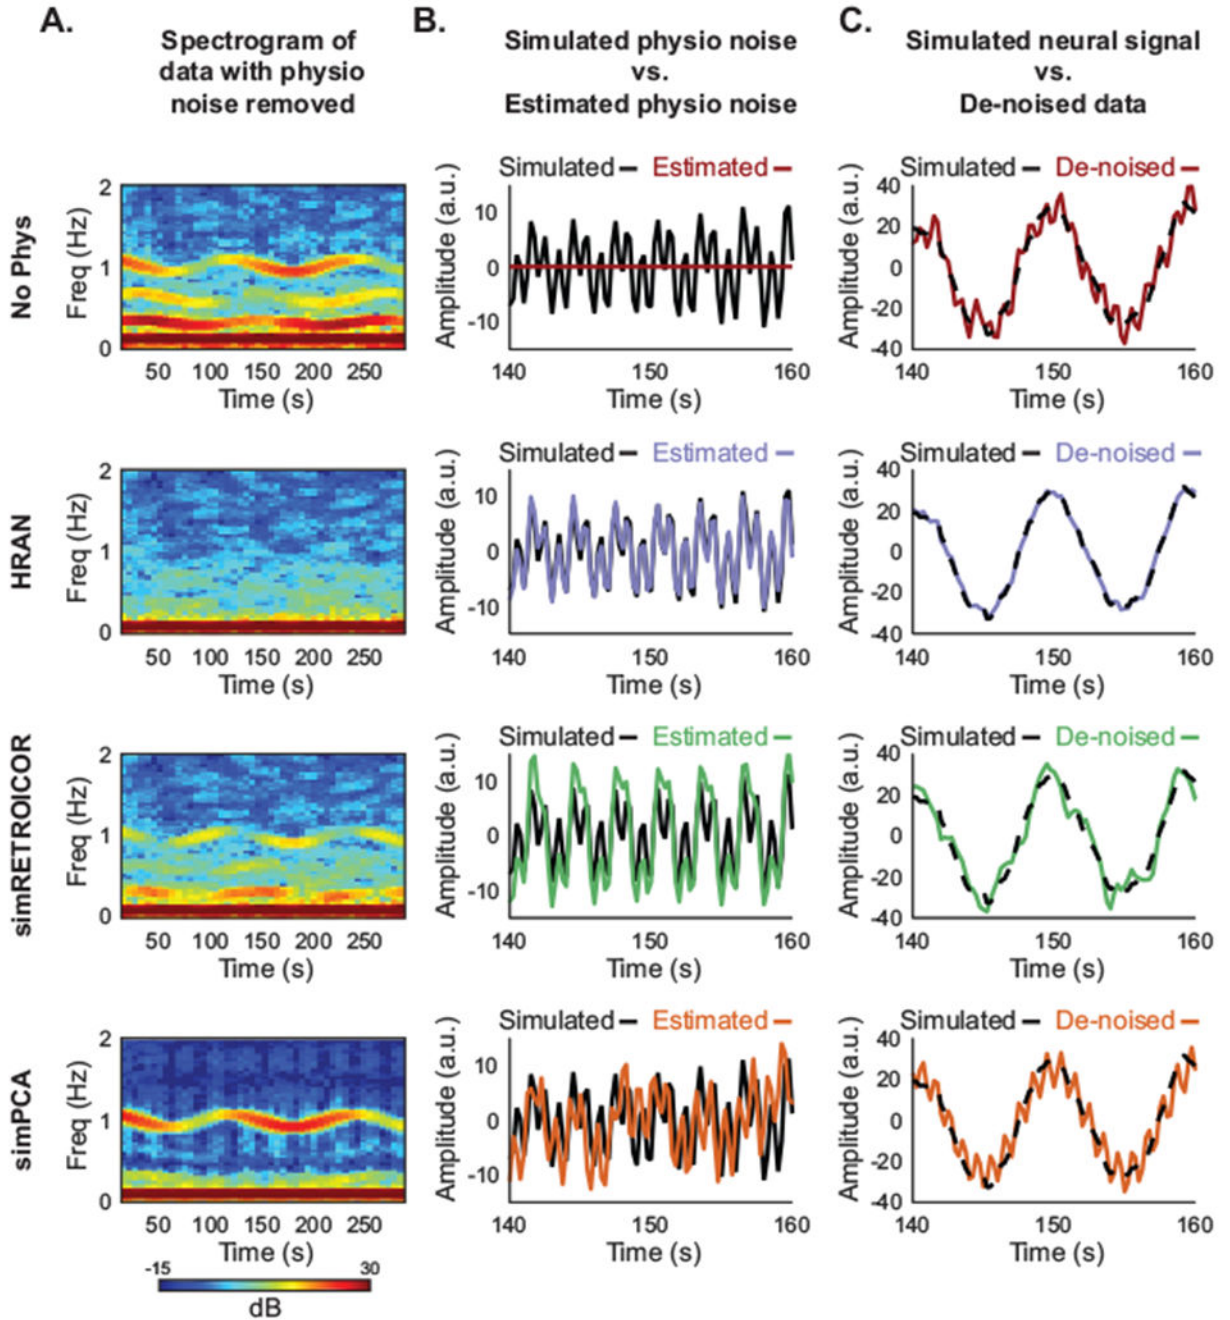 A.
Spectrogram of
data with physio
noise removed
B.
Simulated physio noise
vs.
Estimated physio noise
C.
Simulated neural signal
vs.
De-noised data
No Phys
Freq (Hz)
2
1
0
50 100 150 200 250
Time (s)
Simulated Estimated
Amplitude (a.u.)
10
0
-10
140 150 160
Time (s)
Simulated De-noised
Amplitude (a.u.)
40
20
0
-20
-40
140 150 160
Time (s)
HRAN
Freq (Hz)
2
1
0
50 100 150 200 250
Time (s)
Simulated Estimated
Amplitude (a.u.)
10
0
-10
140 150 160
Time (s)
Simulated De-noised
Amplitude (a.u.)
40
20
0
-20
-40
140 150 160
Time (s)
simRETROICOR
Freq (Hz)
2
1
0
50 100 150 200 250
Time (s)
Simulated Estimated
Amplitude (a.u.)
10
0
-10
140 150 160
Time (s)
Simulated De-noised
Amplitude (a.u.)
40
20
0
-20
-40
140 150 160
Time (s)
simPCA
Freq (Hz)
2
1
0
50 100 150 200 250
Time (s)
-15 30
dB
Simulated Estimated
Amplitude (a.u.)
10
0
-10
140 150 160
Time (s)
Simulated De-noised
Amplitude (a.u.)
40
20
0
-20
-40
140 150 160
Time (s)